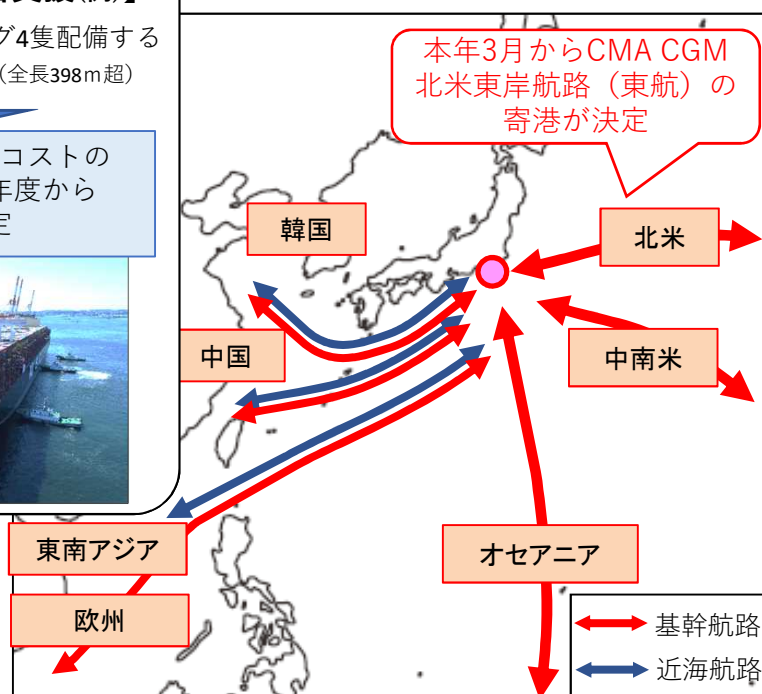 グ4隻配備する
(全長398m超)
コストの
年度から
定
本年3月からCMA CGM
北米東岸航路（東航）の
寄港が決定
韓国
北米
中国
中南米
東南アジア
オセアニア
欧州
基幹航路
近海航路